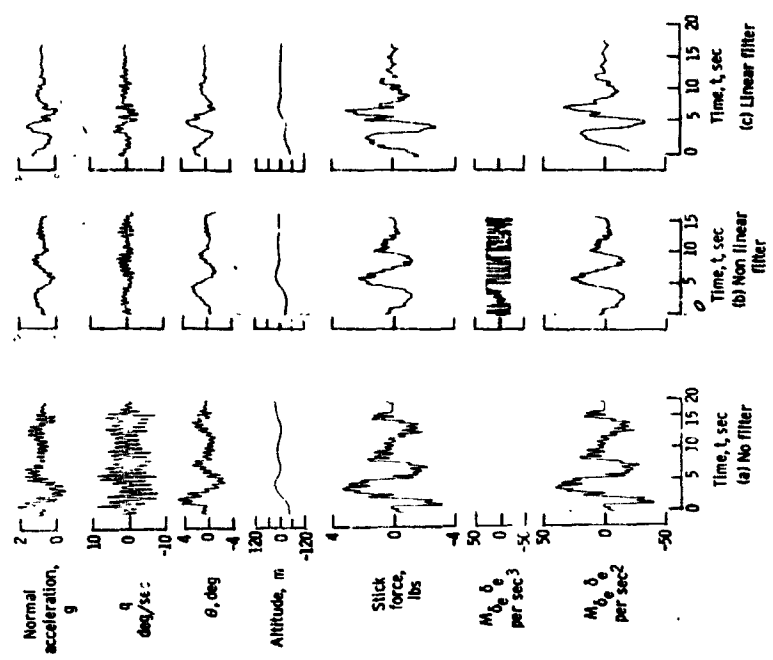 Normal
acceleration,
g
2
0
q
deg/sec
10
0
-10
θ, deg
4
0
-4
Altitude, m
120
0
-120
Stick
force,
lbs
4
0
-4
M δe δ e
per sec3
50
0
M δe δ e
per sec2
50
0
-50
0 5 10 15 20
Time, t, sec
(a) No filter
0 5 10 15
Time, t, sec
(b) Non linear
filter
0 5 10 15 20
Time, t, sec
(c) Linear filter